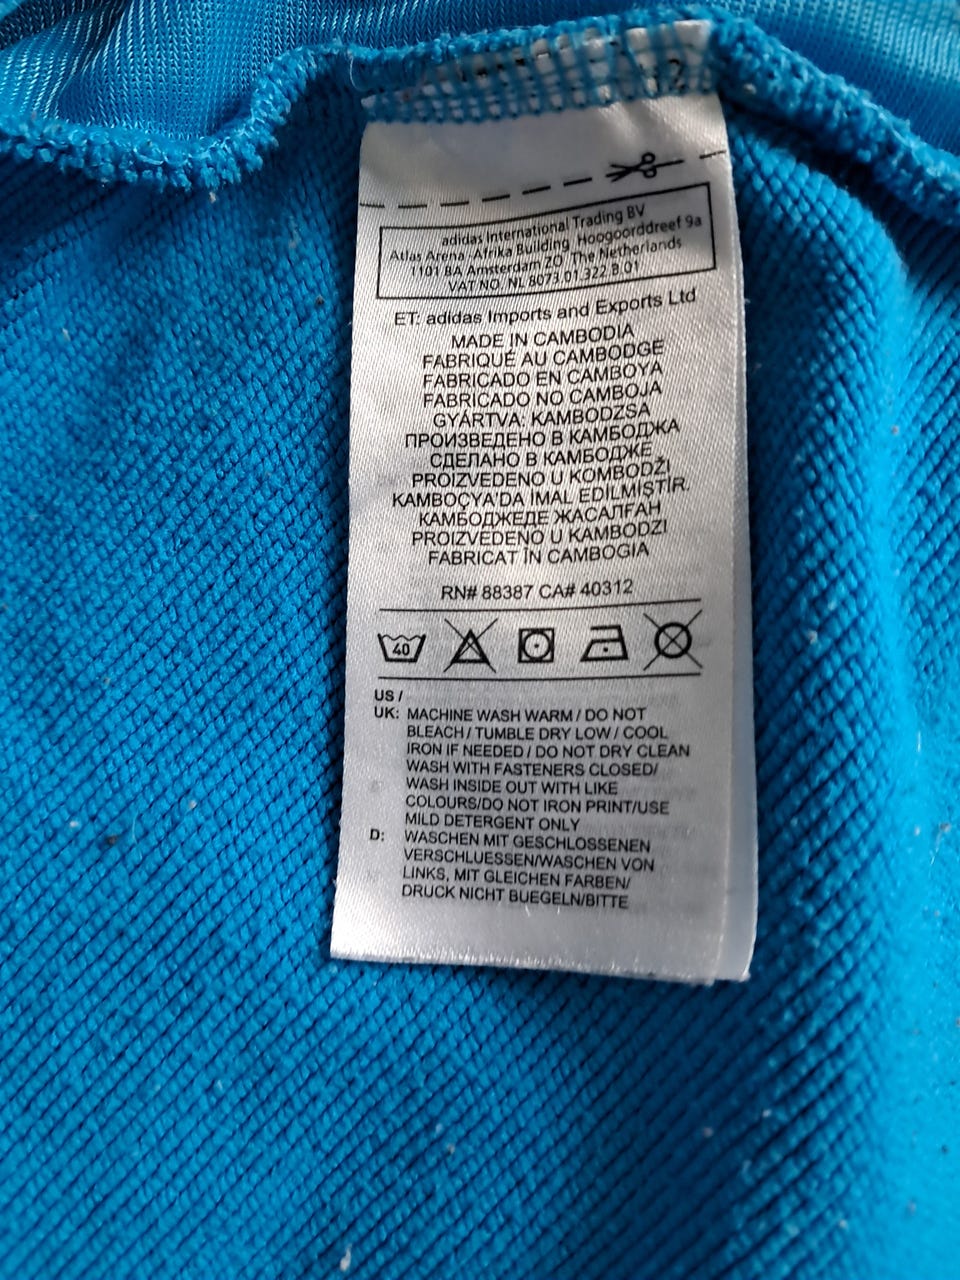 adidas International Trading BV
Atlas Arena -Afrika Building, Hoogoorddreef 9a
1101 BA Amsterdam ZO, The Netherlands
VAT NO. NL 8073.01.322.B.01
ET: adidas Imports and Exports Ltd
MADE IN CAMBODIA
FABRIQUÉ AU CAMBODGE
FABRICADO EN CAMBOYA
FABRICADO NO CAMBOJA
GYÁRTVA: KAMBODZSA
ПРОИЗВЕДЕНО В КАМБОДЖА
СДЕЛАНО В КАМБОДЖЕ
PROIZVEDENO U KOMBODŽI
KAMBOÇYA'DA IMAL EDILMIŞTİR.
КАМБОДЖЕДЕ ЖАСАЛҒАН
PROIZVEDENO U KAMBODZI
FABRICAT ÎN CAMBOGIA
RN# 88387 CA# 40312
40
US /
UK: MACHINE WASH WARM / DO NOT
BLEACH / TUMBLE DRY LOW / COOL
IRON IF NEEDED / DO NOT DRY CLEAN
WASH WITH FASTENERS CLOSED/
WASH INSIDE OUT WITH LIKE
COLOURS/DO NOT IRON PRINT/USE
MILD DETERGENT ONLY
D: WASCHEN MIT GESCHLOSSENEN
VERSCHLUESSEN/WASCHEN VON
LINKS, MIT GLEICHEN FARBEN/
DRUCK NICHT BUEGELN/BITTE